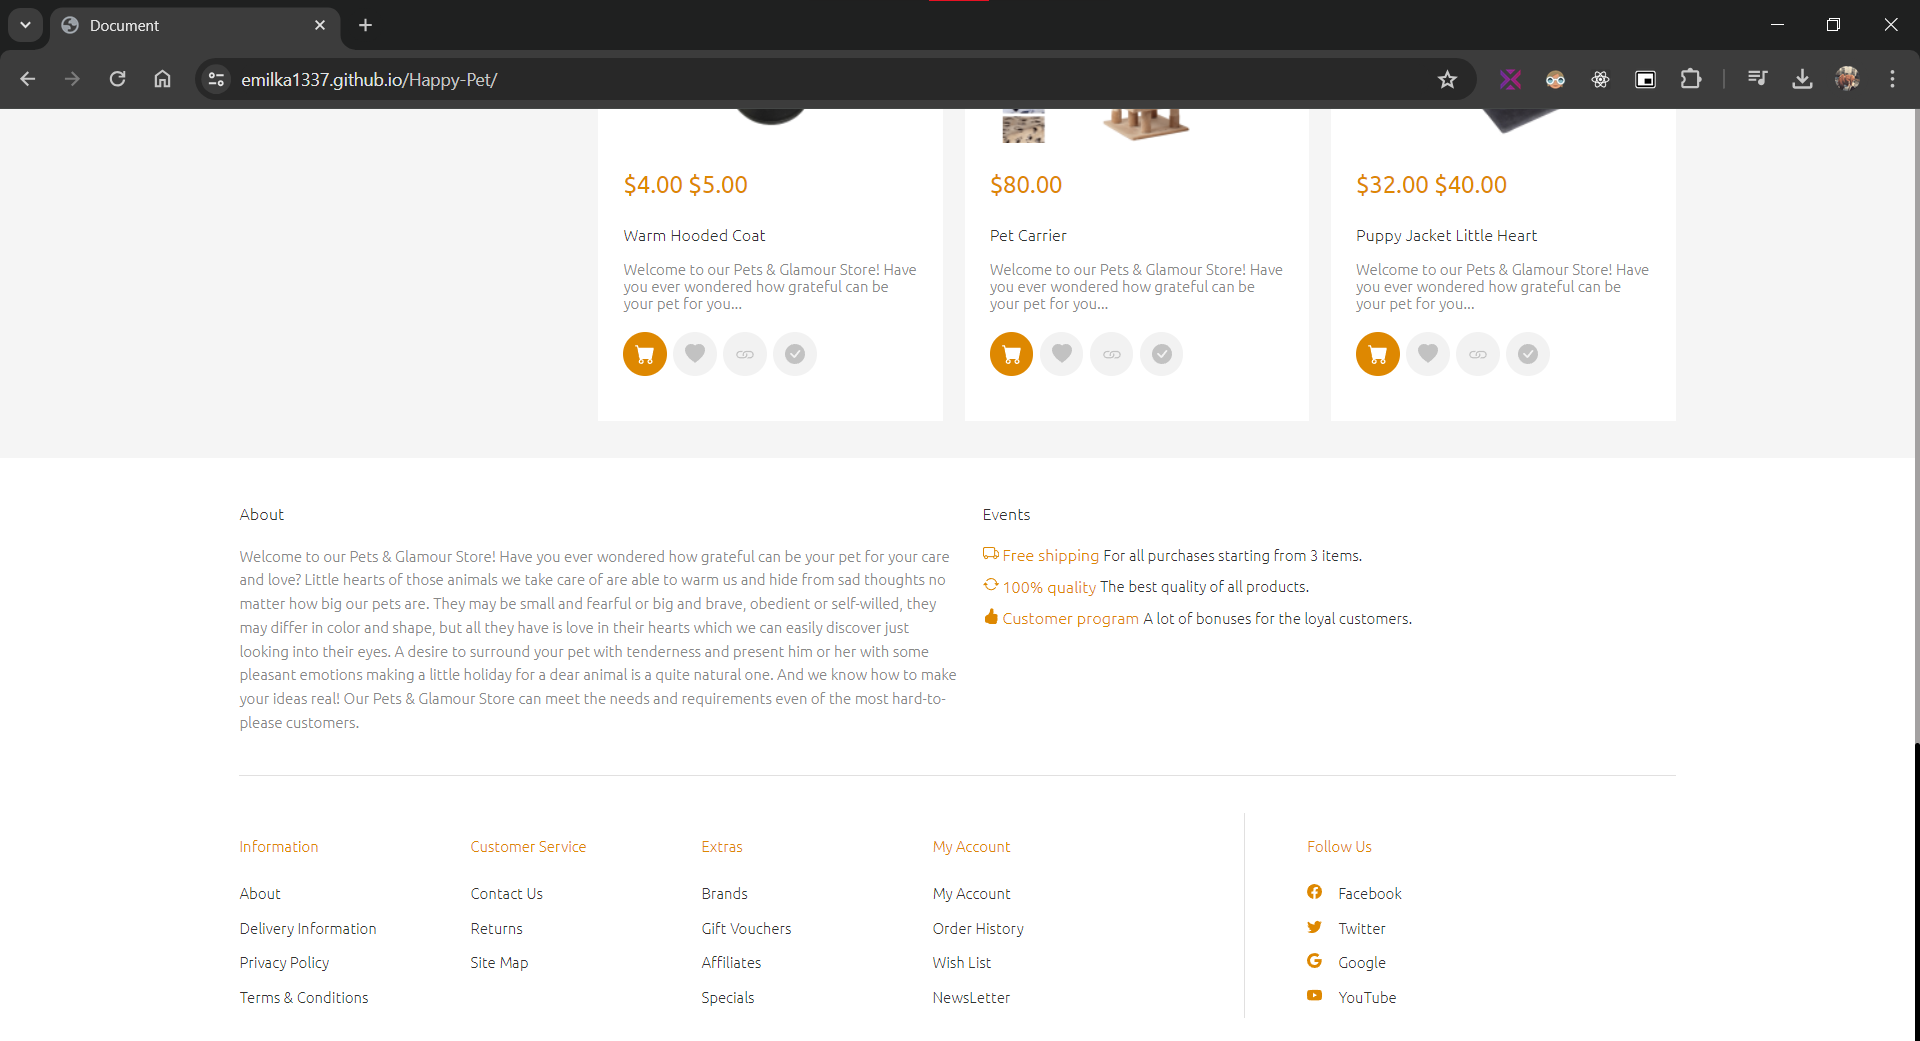 Document
emilka1337.github.io/Happy-Pet/
$4.00 $5.00
Warm Hooded Coat
Welcome to our Pets & Glamour Store! Have
you ever wondered how grateful can be
your pet for you...
$80.00
Pet Carrier
Welcome to our Pets & Glamour Store! Have
you ever wondered how grateful can be
your pet for you...
$32.00 $40.00
Puppy Jacket Little Heart
Welcome to our Pets & Glamour Store! Have
you ever wondered how grateful can be
your pet for you...
About
Welcome to our Pets & Glamour Store! Have you ever wondered how grateful can be your pet for your care
and love? Little hearts of those animals we take care of are able to warm us and hide from sad thoughts no
matter how big our pets are. They may be small and fearful or big and brave, obedient or self-willed, they
may differ in color and shape, but all they have is love in their hearts which we can easily discover just
looking into their eyes. A desire to surround your pet with tenderness and present him or her with some
pleasant emotions making a little holiday for a dear animal is a quite natural one. And we know how to make
your ideas real! Our Pets & Glamour Store can meet the needs and requirements even of the most hard-to-
please customers.
Events
Free shipping For all purchases starting from 3 items.
100% quality The best quality of all products.
Customer program A lot of bonuses for the loyal customers.
Information
About
Delivery Information
Privacy Policy
Terms & Conditions
Customer Service
Contact Us
Returns
Site Map
Extras
Brands
Gift Vouchers
Affiliates
Specials
My Account
My Account
Order History
Wish List
NewsLetter
Follow Us
Facebook
Twitter
Google
YouTube